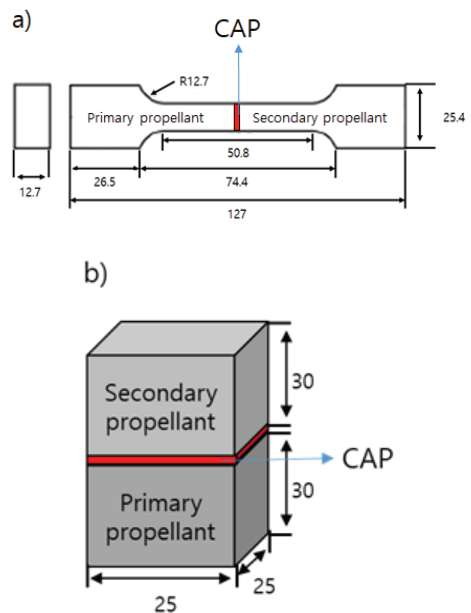 a)
CAP
R12.7
Primary propellant
Secondary propellant
25.4
50.8
12.7
26.5
74.4
127
b)
Secondary
propellant
30
CAP
30
Primary
propellant
25
25